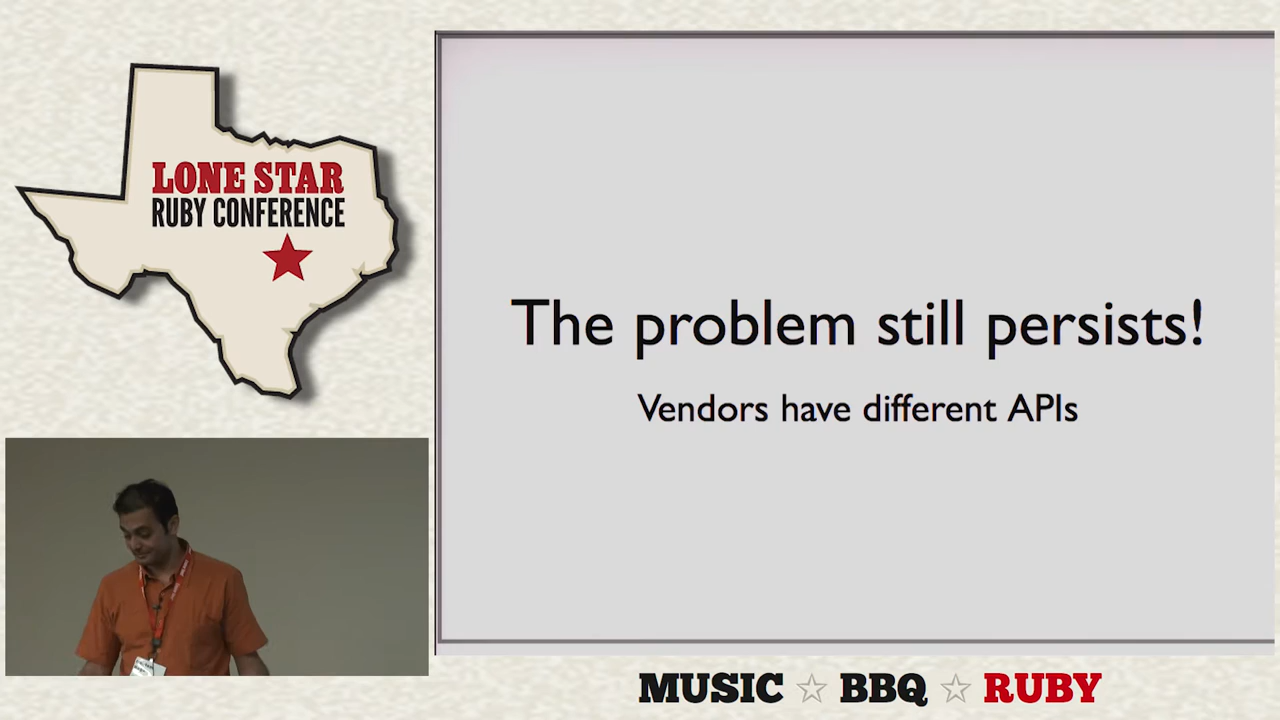 LONE STAR
RUBY CONFERENCE
The problem still persists!
Vendors have different APIs
MUSIC ☆ BBQ ☆ RUBY